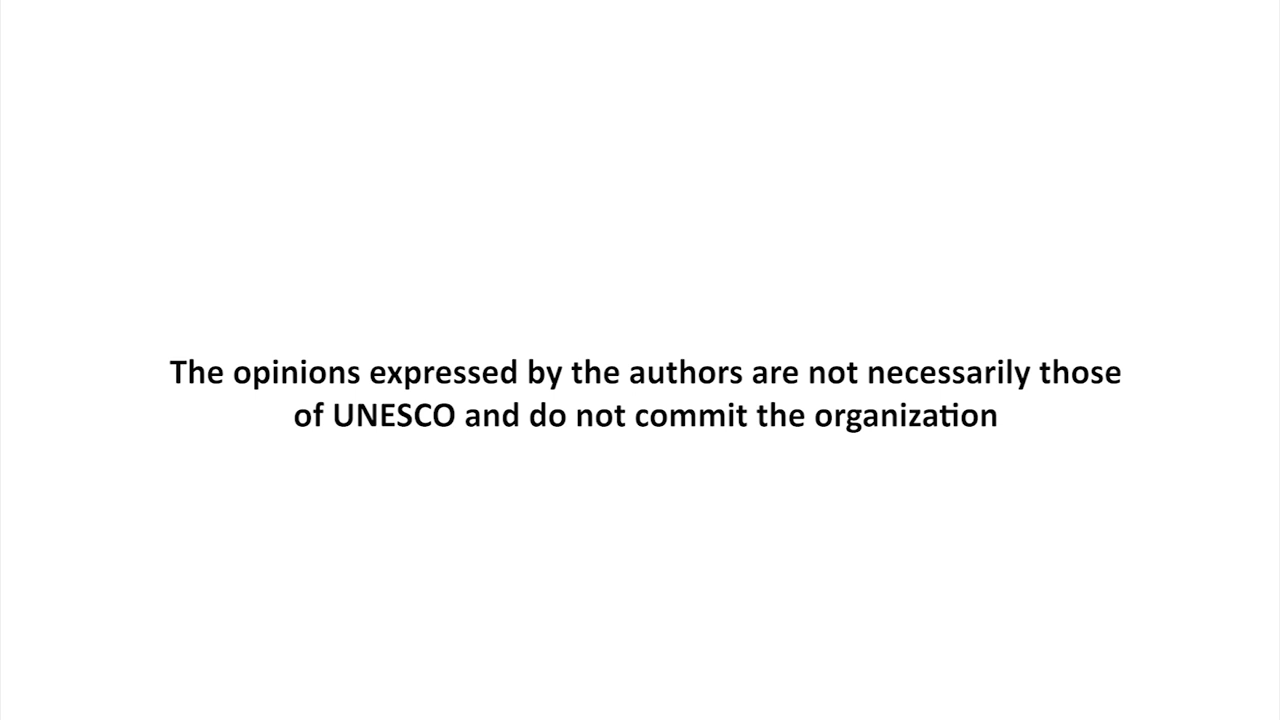 The opinions expressed by the authors are not necessarily those
of UNESCO and do not commit the organization